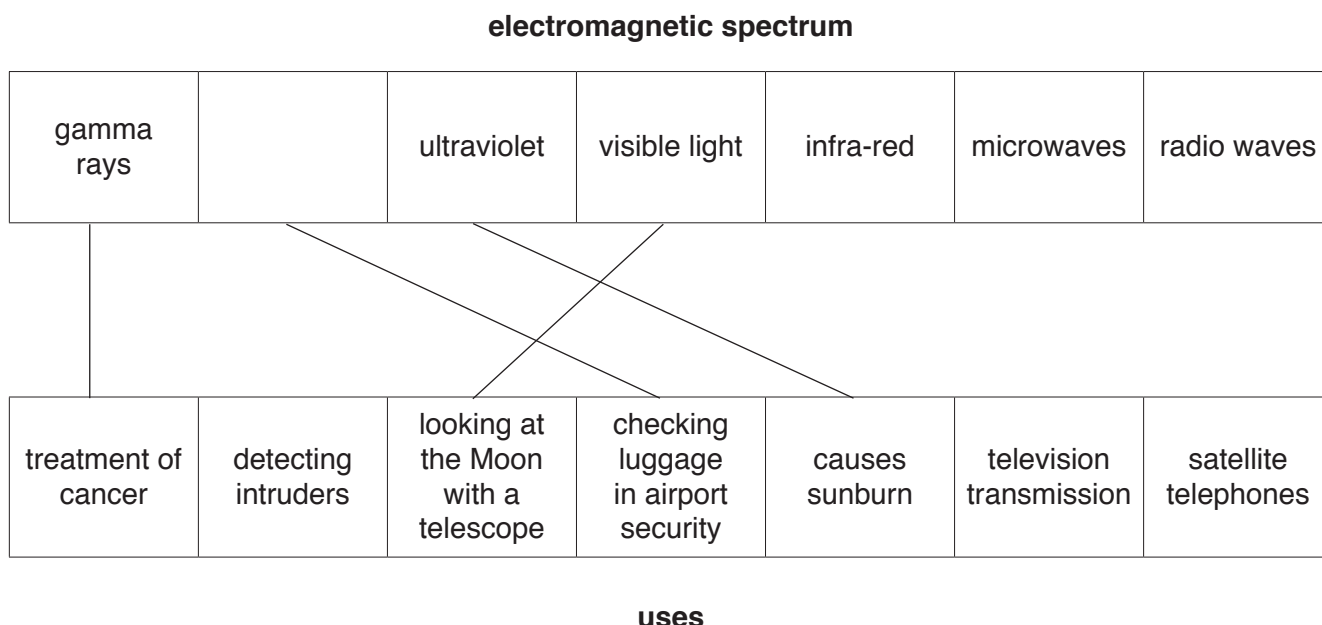 electromagnetic spectrum
gamma
rays
ultraviolet
visible light
infra-red
microwaves
radio waves
treatment of
cancer
detecting
intruders
looking at
the Moon
with a
telescope
checking
luggage
in airport
security
causes
sunburn
television
transmission
satellite
telephones
uses